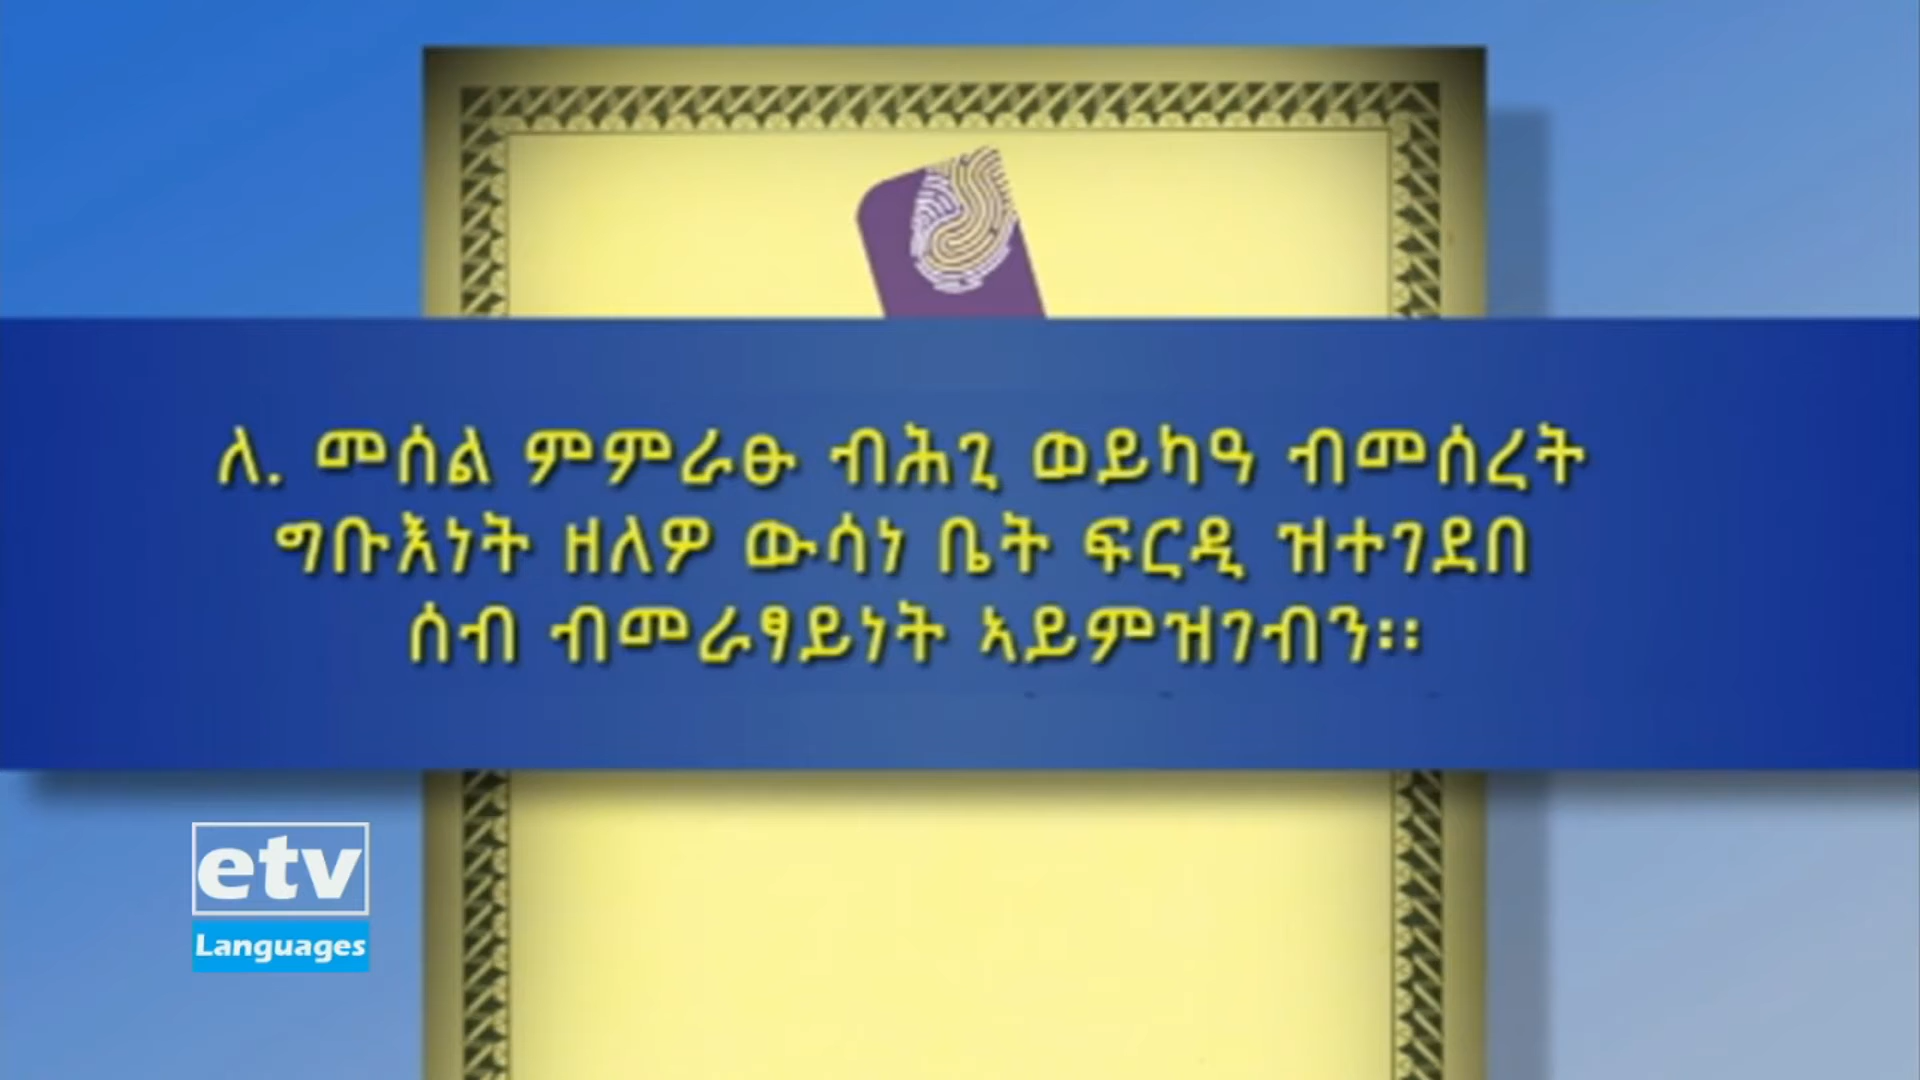 ለ. መሰል ምምራፁ ብሕጊ ወይካዓ ብመሰረት
ግቡእነት ዘለዎ ውሳነ ቤት ፍርዲ ዝተገደበ
ሰብ ብመራፃይነት ኣይምዝገብን፡፡
etv
Languages